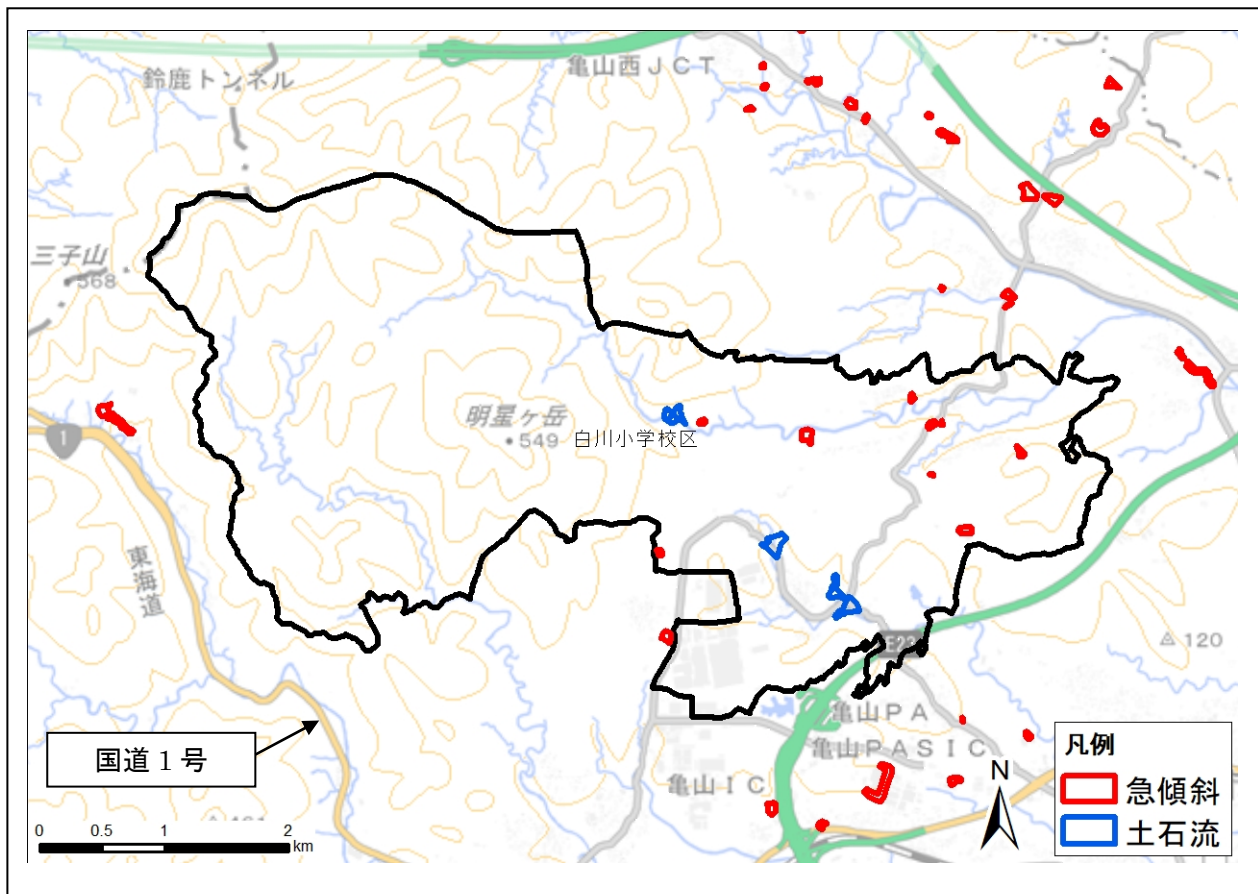 鈴鹿トンネル
亀山西JCT
三子山
568
明星ヶ岳
549
白川小学校区
1
東海道
120
国道1号
亀山PA
亀山PASIC
亀山IC
凡例
急傾斜
土石流
N
0 0.5 1 2
km